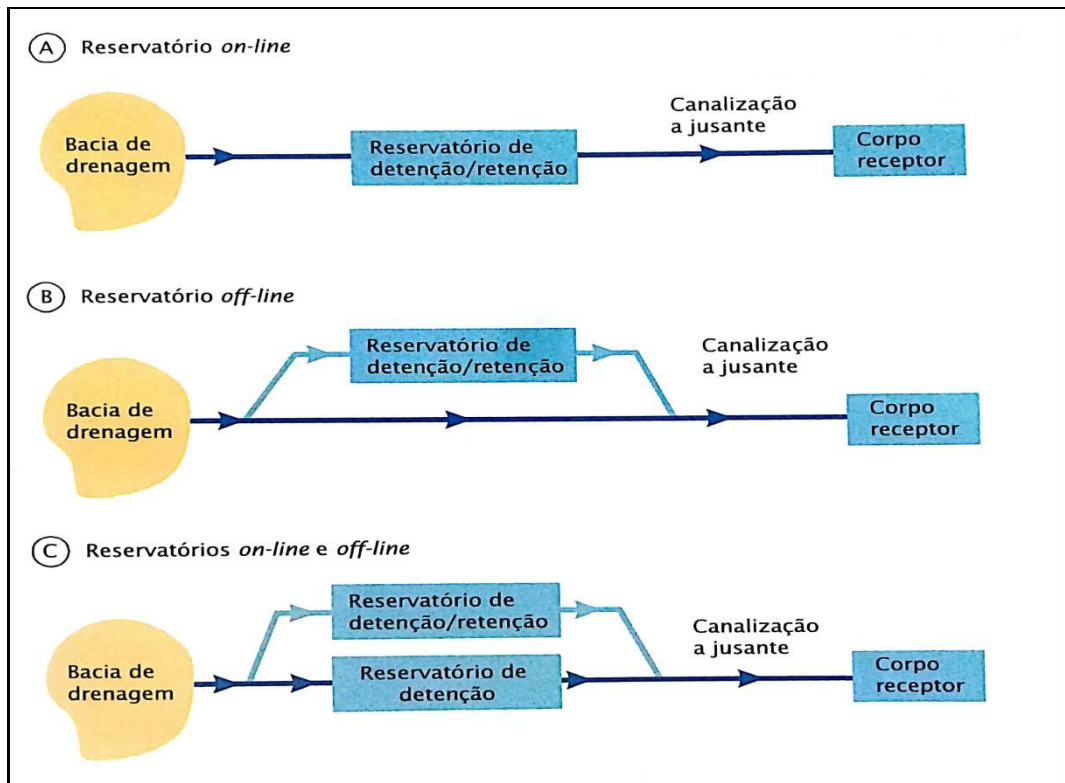 A Reservatório on-line
Bacia de
drenagem
Reservatório de
detenção/retenção
Canalização
a jusante
Corpo
receptor
B Reservatório off-line
Bacia de
drenagem
Reservatório de
detenção/retenção
Canalização
a jusante
Corpo
receptor
C Reservatórios on-line e off-line
Bacia de
drenagem
Reservatório de
detenção/retenção
Reservatório de
detenção
Canalização
a jusante
Corpo
receptor